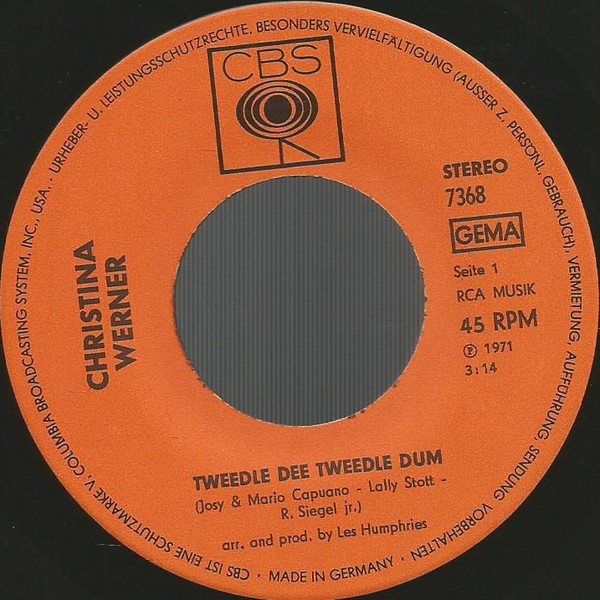 URHEBER- U. LEISTUNGSSCHUTZRECHTE, BESONDERS VERVIELFÄLTIGUNG (AUSSER Z. PERSÖNL. GEBRAUCH), VERMIETUNG, AUFFÜHRUNG, SENDUNG VORBEHALTEN
CBS
STEREO
7368
GEMA
Seite 1
RCA MUSIK
45 RPM
Ⓟ 1971
3:14
CHRISTINA
WERNER
TWEEDLE DEE TWEEDLE DUM
(Josy & Mario Capuano - Lally Stott -
R. Siegel jr.)
arr. and prod. by Les Humphries
CBS IST EINE SCHUTZMARKE V. COLUMBIA BROADCASTING SYSTEM, INC., USA. ·
· MADE IN GERMANY ·